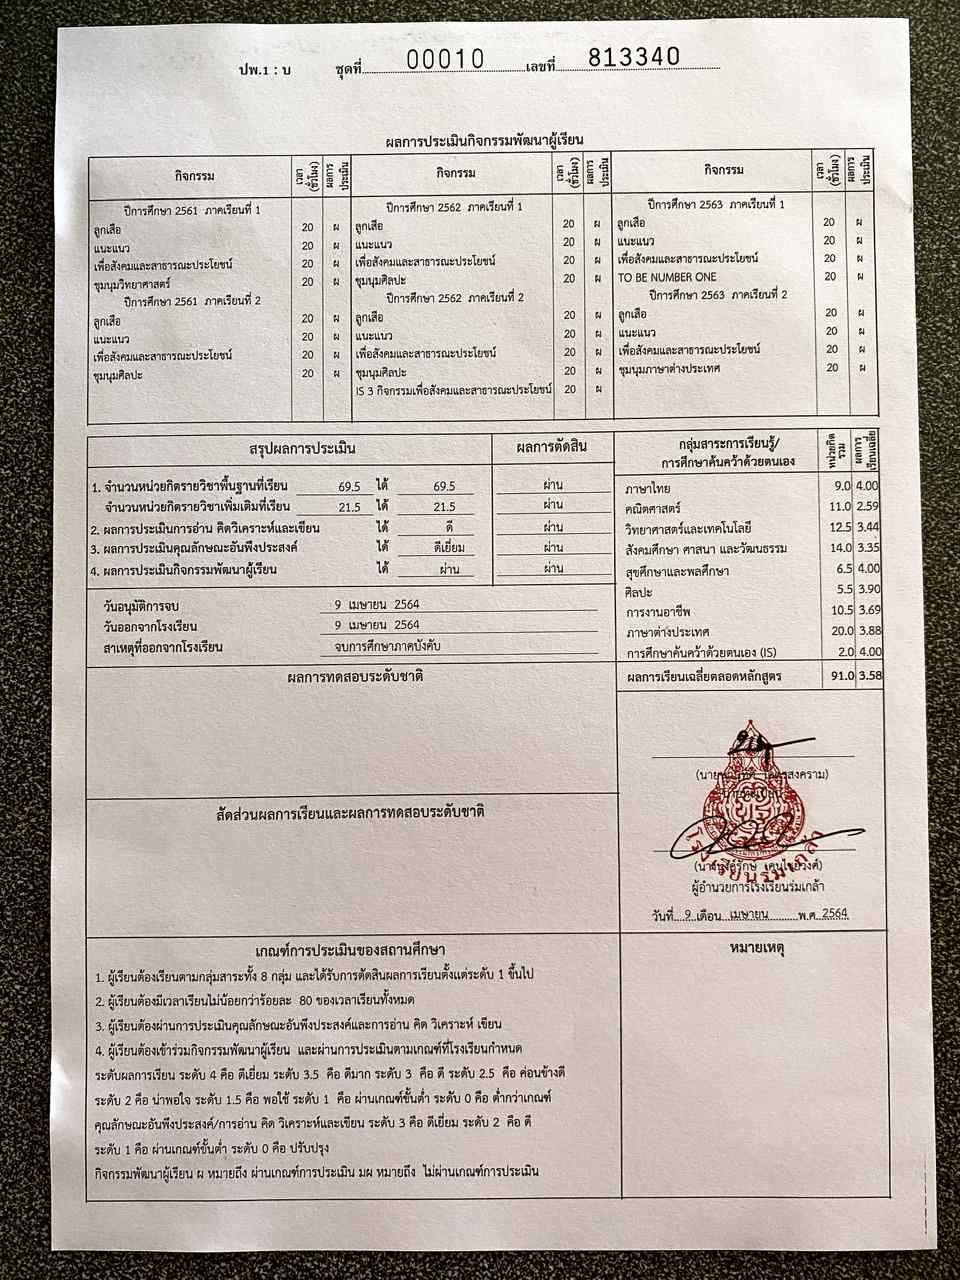 ปพ.1 : บ ชุดที่ 00010 เลขที่ 813340
ผลการประเมินกิจกรรมพัฒนาผู้เรียน
กิจกรรม เวลา (ชั่วโมง) ผลการประเมิน กิจกรรม เวลา (ชั่วโมง) ผลการประเมิน กิจกรรม เวลา (ชั่วโมง) ผลการประเมิน
ปีการศึกษา 2561 ภาคเรียนที่ 1
ลูกเสือ 20 ผ
แนะแนว 20 ผ
เพื่อสังคมและสาธารณะประโยชน์ 20 ผ
ชุมนุมวิทยาศาสตร์ 20 ผ
ปีการศึกษา 2561 ภาคเรียนที่ 2
ลูกเสือ 20 ผ
แนะแนว 20 ผ
เพื่อสังคมและสาธารณะประโยชน์ 20 ผ
ชุมนุมศิลปะ 20 ผ
ปีการศึกษา 2562 ภาคเรียนที่ 1
ลูกเสือ 20 ผ
แนะแนว 20 ผ
เพื่อสังคมและสาธารณะประโยชน์ 20 ผ
ชุมนุมศิลปะ 20 ผ
ปีการศึกษา 2562 ภาคเรียนที่ 2
ลูกเสือ 20 ผ
แนะแนว 20 ผ
เพื่อสังคมและสาธารณะประโยชน์ 20 ผ
ชุมนุมศิลปะ 20 ผ
IS 3 กิจกรรมเพื่อสังคมและสาธารณะประโยชน์ 20 ผ
ปีการศึกษา 2563 ภาคเรียนที่ 1
ลูกเสือ 20 ผ
แนะแนว 20 ผ
เพื่อสังคมและสาธารณะประโยชน์ 20 ผ
TO BE NUMBER ONE 20 ผ
ปีการศึกษา 2563 ภาคเรียนที่ 2
ลูกเสือ 20 ผ
แนะแนว 20 ผ
เพื่อสังคมและสาธารณะประโยชน์ 20 ผ
ชุมนุมภาษาต่างประเทศ 20 ผ
สรุปผลการประเมิน ผลการตัดสิน
1. จำนวนหน่วยกิตรายวิชาพื้นฐานที่เรียน 69.5 ได้ 69.5 ผ่าน
จำนวนหน่วยกิตรายวิชาเพิ่มเติมที่เรียน 21.5 ได้ 21.5 ผ่าน
2. ผลการประเมินการอ่าน คิดวิเคราะห์และเขียน ได้ ดี ผ่าน
3. ผลการประเมินคุณลักษณะอันพึงประสงค์ ได้ ดีเยี่ยม ผ่าน
4. ผลการประเมินกิจกรรมพัฒนาผู้เรียน ได้ ผ่าน ผ่าน
วันอนุมัติการจบ 9 เมษายน 2564
วันออกจากโรงเรียน 9 เมษายน 2564
สาเหตุที่ออกจากโรงเรียน จบการศึกษาภาคบังคับ
กลุ่มสาระการเรียนรู้/
การศึกษาค้นคว้าด้วยตนเอง หน่วยกิตรวม ผลการเรียนเฉลี่ย
ภาษาไทย 9.0 4.00
คณิตศาสตร์ 11.0 2.59
วิทยาศาสตร์และเทคโนโลยี 12.5 3.44
สังคมศึกษา ศาสนา และวัฒนธรรม 14.0 3.35
สุขศึกษาและพลศึกษา 6.5 4.00
ศิลปะ 5.5 3.90
การงานอาชีพ 10.5 3.69
ภาษาต่างประเทศ 20.0 3.88
การศึกษาค้นคว้าด้วยตนเอง (IS) 2.0 4.00
ผลการเรียนเฉลี่ยตลอดหลักสูตร 91.0 3.58
ผลการทดสอบระดับชาติ
สัดส่วนผลการเรียนและผลการทดสอบระดับชาติ
โรงเรียนร่มเกล้า
ผู้อำนวยการโรงเรียนร่มเกล้า
วันที่ 9 เดือน เมษายน พ.ศ. 2564
เกณฑ์การประเมินของสถานศึกษา
1. ผู้เรียนต้องเรียนตามกลุ่มสาระทั้ง 8 กลุ่ม และได้รับการตัดสินผลการเรียนตั้งแต่ระดับ 1 ขึ้นไป
2. ผู้เรียนต้องมีเวลาเรียนไม่น้อยกว่าร้อยละ 80 ของเวลาเรียนทั้งหมด
3. ผู้เรียนต้องผ่านการประเมินคุณลักษณะอันพึงประสงค์และการอ่าน คิด วิเคราะห์ เขียน
4. ผู้เรียนต้องเข้าร่วมกิจกรรมพัฒนาผู้เรียน และผ่านการประเมินตามเกณฑ์ที่โรงเรียนกำหนด
ระดับผลการเรียน ระดับ 4 คือ ดีเยี่ยม ระดับ 3.5 คือ ดีมาก ระดับ 3 คือ ดี ระดับ 2.5 คือ ค่อนข้างดี
ระดับ 2 คือ น่าพอใจ ระดับ 1.5 คือ พอใช้ ระดับ 1 คือ ผ่านเกณฑ์ขั้นต่ำ ระดับ 0 คือ ต่ำกว่าเกณฑ์
คุณลักษณะอันพึงประสงค์/การอ่าน คิด วิเคราะห์และเขียน ระดับ 3 คือ ดีเยี่ยม ระดับ 2 คือ ดี
ระดับ 1 คือ ผ่านเกณฑ์ขั้นต่ำ ระดับ 0 คือ ปรับปรุง
กิจกรรมพัฒนาผู้เรียน ผ หมายถึง ผ่านเกณฑ์การประเมิน มผ หมายถึง ไม่ผ่านเกณฑ์การประเมิน
หมายเหตุ